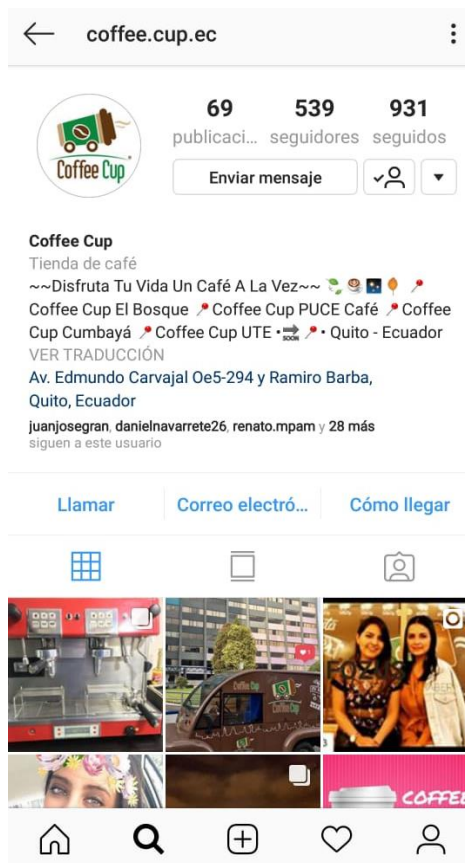 coffee.cup.ec
69 539 931
publicaci... seguidores seguidos
Enviar mensaje
Coffee Cup
Coffee Cup
Tienda de café
~~Disfruta Tu Vida Un Café A La Vez~~
Coffee Cup El Bosque 📍Coffee Cup PUCE Café 📍Coffee
Cup Cumbayá 📍Coffee Cup UTE •🔜 📍• Quito - Ecuador
VER TRADUCCIÓN
Av. Edmundo Carvajal Oe5-294 y Ramiro Barba,
Quito, Ecuador
juanjosegran, danielnavarrete26, renato.mpam y 28 más
siguen a este usuario
Llamar Correo electró... Cómo llegar
Coffee Cup
Coffee Cup
COFFEE